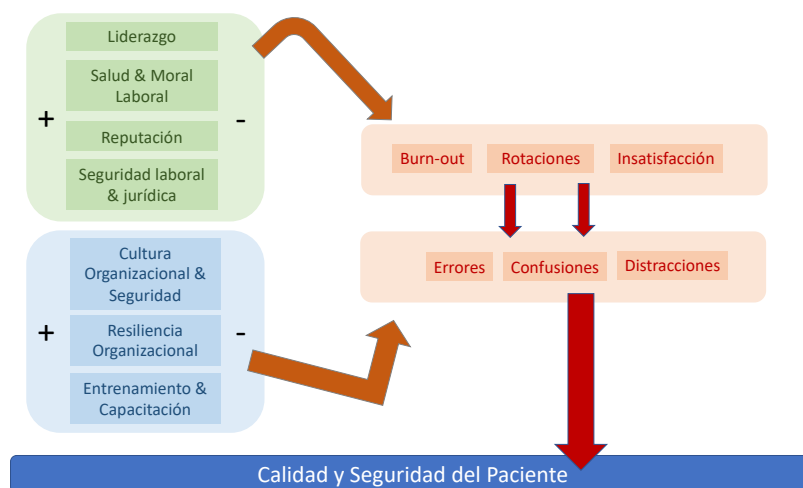 Liderazgo
Salud & Moral
Laboral
+
-
Reputación
Seguridad laboral
& jurídica
Burn-out
Rotaciones
Insatisfacción
Cultura
Organizacional &
Seguridad
+
-
Resiliencia
Organizacional
Entrenamiento &
Capacitación
Errores
Confusiones
Distracciones
Calidad y Seguridad del Paciente